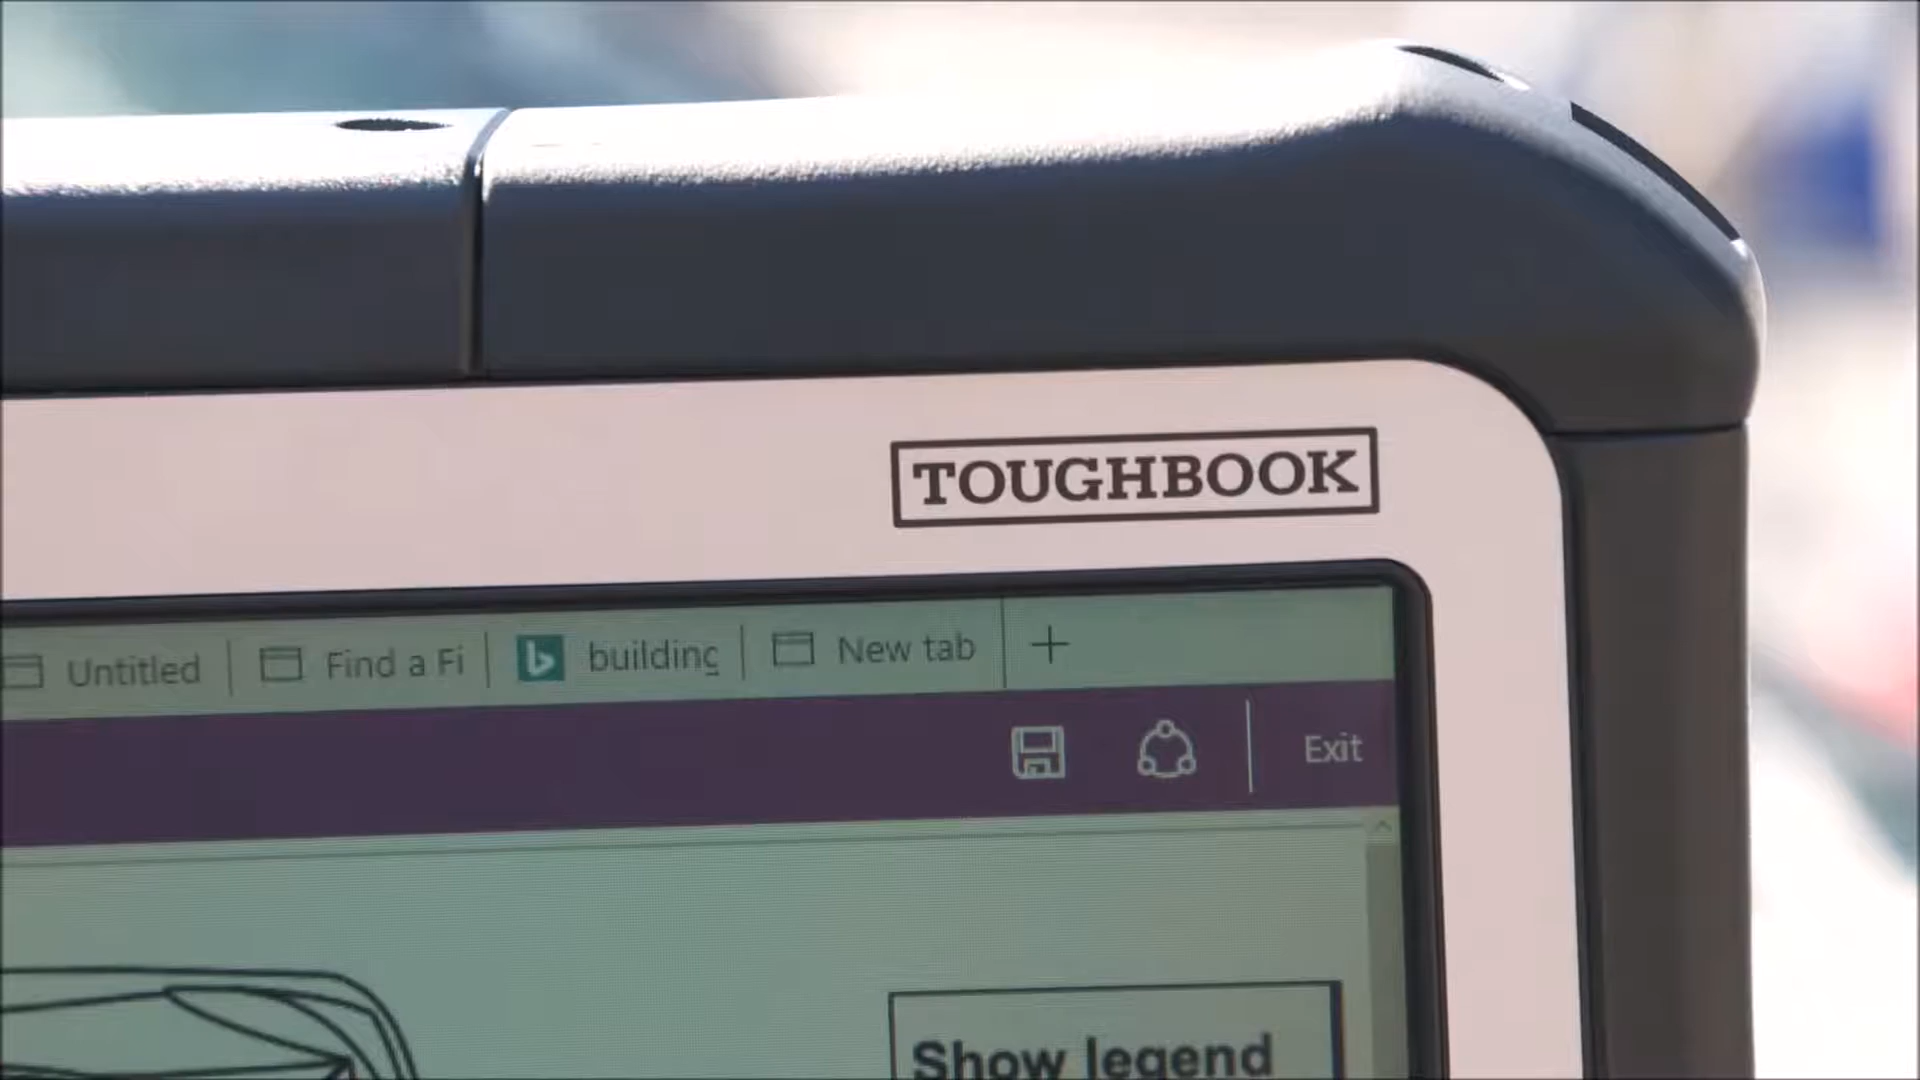 TOUGHBOOK
Untitled
Find a Fi
building
New tab
Exit
Show legend